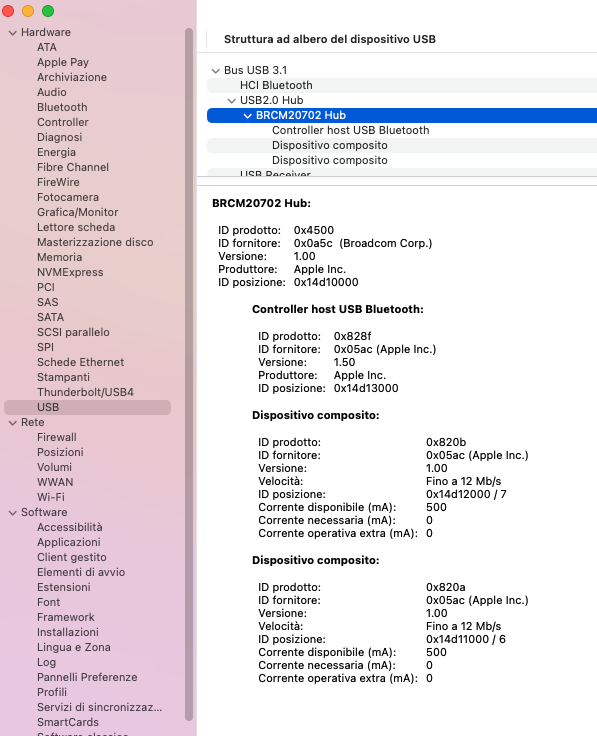 Hardware
ATA
Apple Pay
Archiviazione
Audio
Bluetooth
Controller
Diagnosi
Energia
Fibre Channel
FireWire
Fotocamera
Grafica/Monitor
Lettore scheda
Masterizzazione disco
Memoria
NVMExpress
PCI
SAS
SATA
SCSI parallelo
SPI
Schede Ethernet
Stampanti
Thunderbolt/USB4
USB
Rete
Firewall
Posizioni
Volumi
WWAN
Wi-Fi
Software
Accessibilità
Applicazioni
Client gestito
Elementi di avvio
Estensioni
Font
Framework
Installazioni
Lingua e Zona
Log
Pannelli Preferenze
Profili
Servizi di sincronizzaz...
SmartCards
Software classico
Struttura ad albero del dispositivo USB
Bus USB 3.1
HCI Bluetooth
USB2.0 Hub
BRCM20702 Hub
Controller host USB Bluetooth
Dispositivo composito
Dispositivo composito
USB Receiver
BRCM20702 Hub:
ID prodotto: 0x4500
ID fornitore: 0x0a5c (Broadcom Corp.)
Versione: 1.00
Produttore: Apple Inc.
ID posizione: 0x14d10000
Controller host USB Bluetooth:
ID prodotto: 0x828f
ID fornitore: 0x05ac (Apple Inc.)
Versione: 1.50
Produttore: Apple Inc.
ID posizione: 0x14d13000
Dispositivo composito:
ID prodotto: 0x820b
ID fornitore: 0x05ac (Apple Inc.)
Versione: 1.00
Velocità: Fino a 12 Mb/s
ID posizione: 0x14d12000 / 7
Corrente disponibile (mA): 500
Corrente necessaria (mA): 0
Corrente operativa extra (mA): 0
Dispositivo composito:
ID prodotto: 0x820a
ID fornitore: 0x05ac (Apple Inc.)
Versione: 1.00
Velocità: Fino a 12 Mb/s
ID posizione: 0x14d11000 / 6
Corrente disponibile (mA): 500
Corrente necessaria (mA): 0
Corrente operativa extra (mA): 0